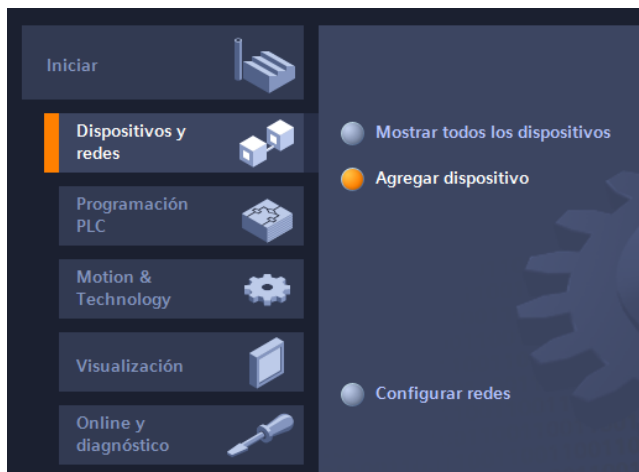 Iniciar
Dispositivos y
redes
Programación
PLC
Motion &
Technology
Visualización
Online y
diagnóstico
Mostrar todos los dispositivos
Agregar dispositivo
Configurar redes